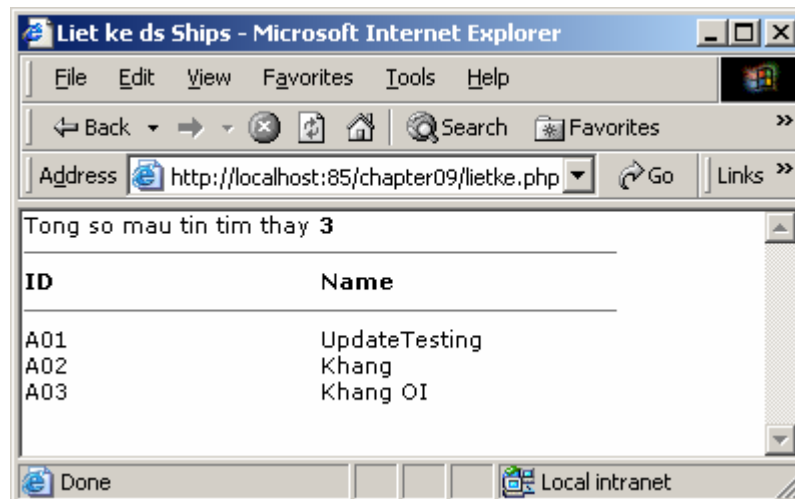 Liet ke ds Ships - Microsoft Internet Explorer
File Edit View Favorites Tools Help
Back Search Favorites »
Address http://localhost:85/chapter09/lietke.php Go Links »
Tong so mau tin tim thay 3
ID Name
A01 UpdateTesting
A02 Khang
A03 Khang OI
Done Local intranet